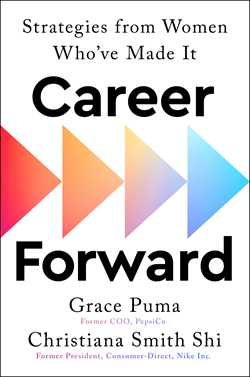 Strategies from Women
Who've Made It
Career
Forward
Grace Puma
Former COO, PepsiCo
Christiana Smith Shi
Former President, Consumer-Direct, Nike Inc.